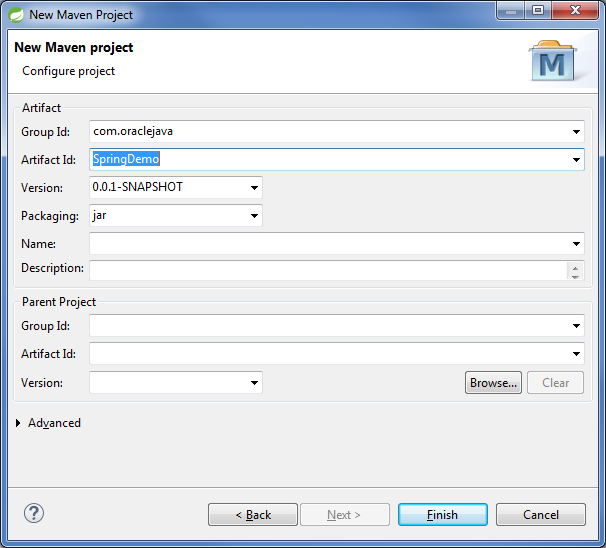 New Maven Project
New Maven project
Configure project
M
Artifact
Group Id: com.oraclejava
Artifact Id: SpringDemo
Version: 0.0.1-SNAPSHOT
Packaging: jar
Name:
Description:
Parent Project
Group Id:
Artifact Id:
Version: Browse... Clear
Advanced
? < Back Next > Finish Cancel